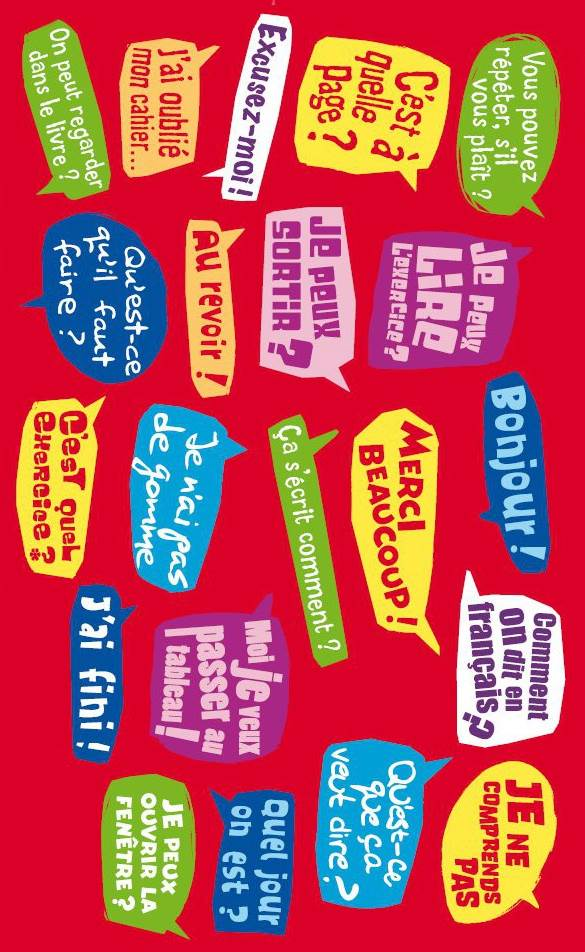 Vous pouvez
répéter, s'il
vous plaît ?
Je peux
LIRE
L'exercice ?
Bonjour !
Comment
on dit en
français ?
JE NE
COMPRENDS
PAS
C'est à
quelle
page ?
Je peux
SORTIR ?
MERCI
BEAUCOUP !
Qu'est-ce
que ça
veut dire ?
Excusez-moi !
Au revoir !
Ça s'écrit comment ?
Moi je veux
passer au
tableau !
Quel jour
on est ?
J'ai oublié
mon cahier...
Qu'est-ce
qu'il faut
faire ?
Je n'ai pas
de gomme
J'ai fini !
JE PEUX
OUVRIR LA
FENÊTRE ?
On peut regarder
dans le livre ?
C'est quel
exercice ?